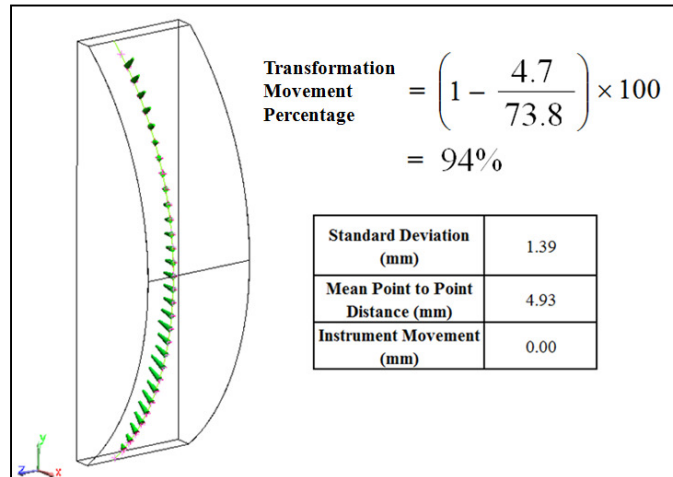 Transformation
Movement
Percentage
= (1 - 4.7/73.8) × 100
= 94%
Standard Deviation
(mm)
1.39
Mean Point to Point
Distance (mm)
4.93
Instrument Movement
(mm)
0.00
y
z
x